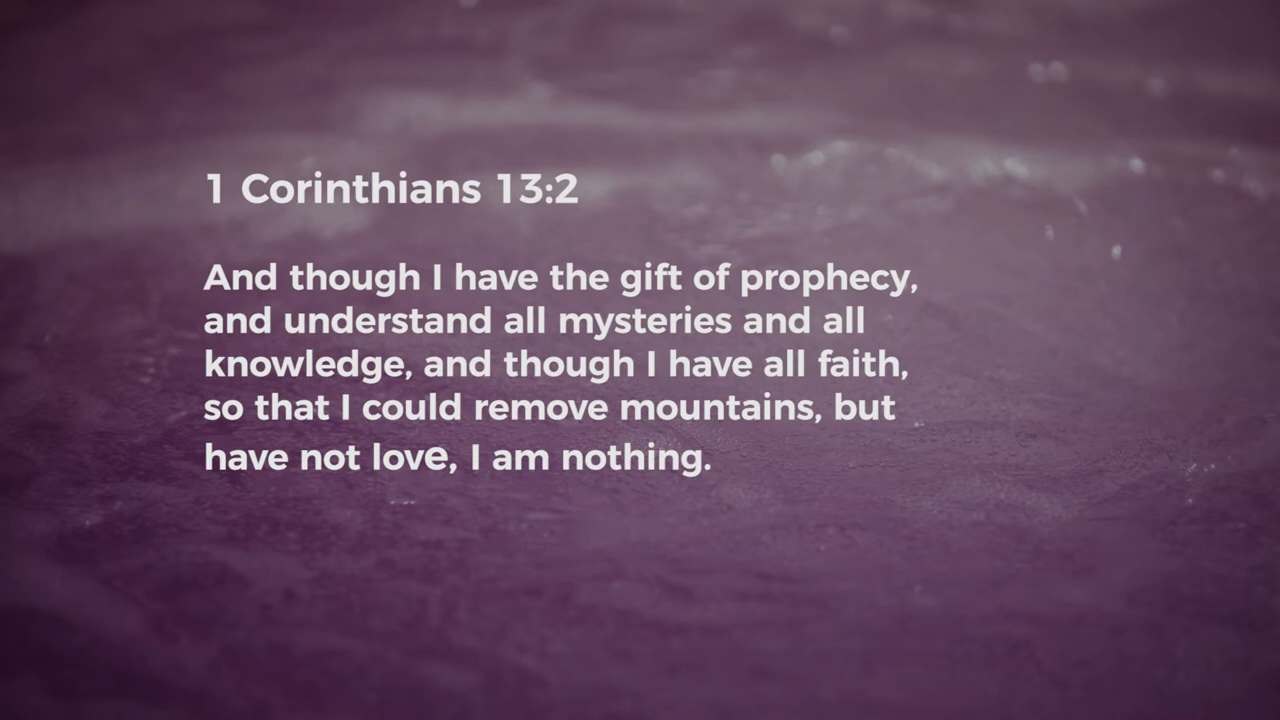 1 Corinthians 13:2
And though I have the gift of prophecy,
and understand all mysteries and all
knowledge, and though I have all faith,
so that I could remove mountains, but
have not love, I am nothing.